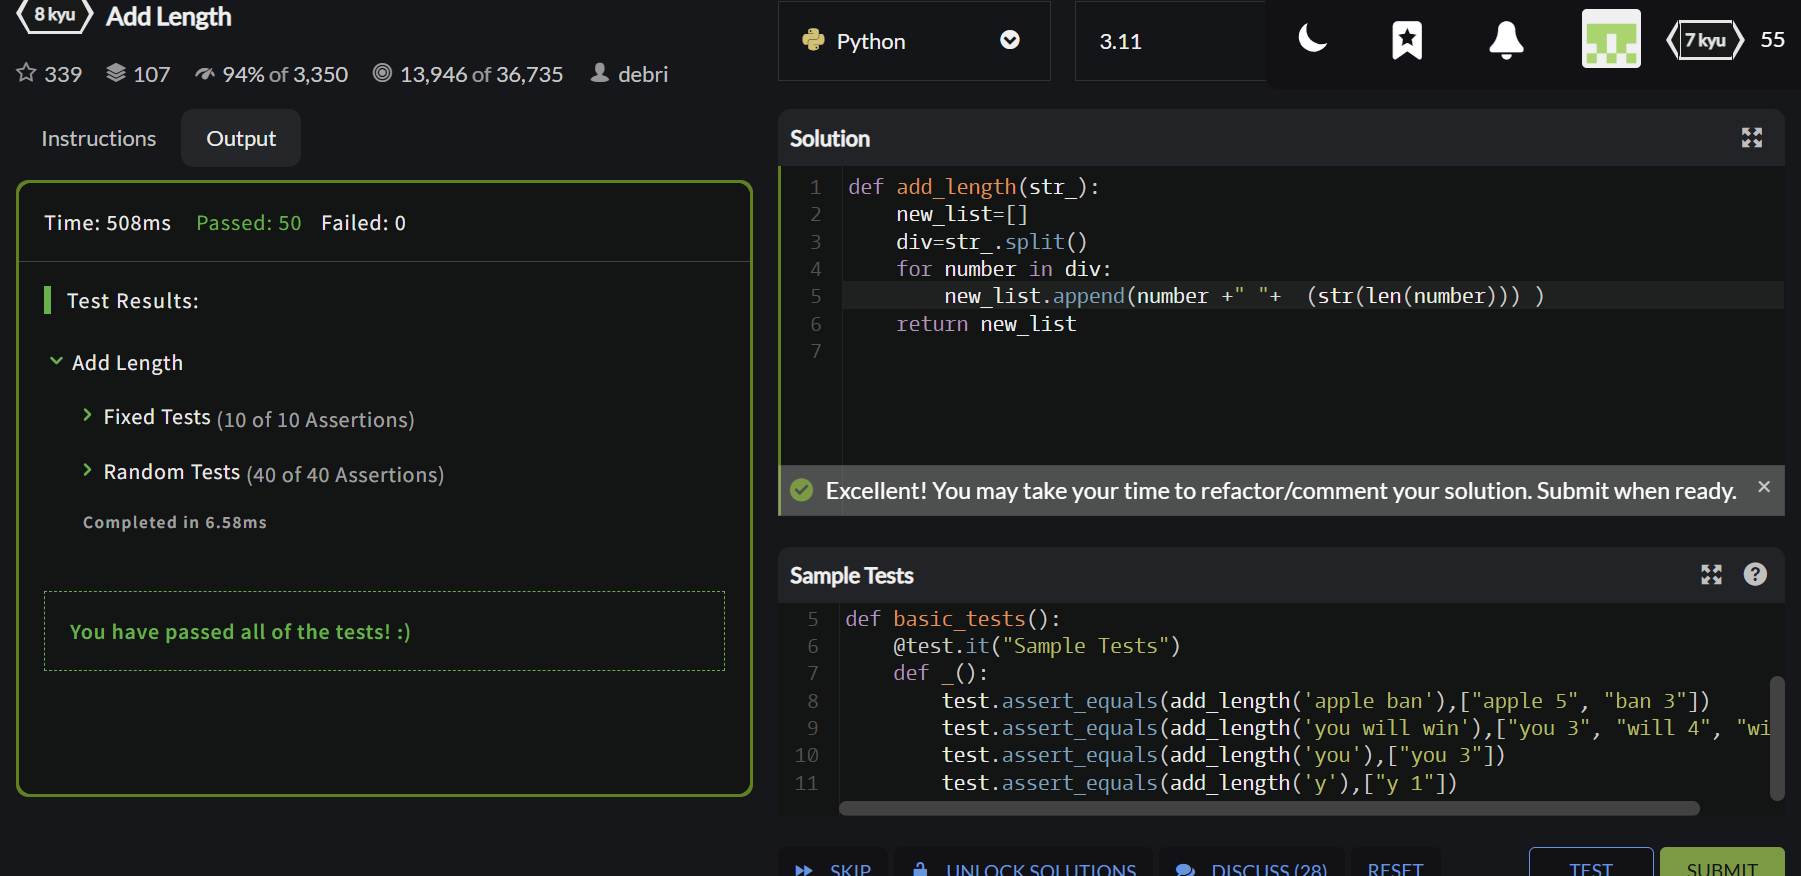 8 kyu Add Length
339 107 94% of 3,350 13,946 of 36,735 debri
Python
3.11
7 kyu 55
Instructions Output
Time: 508ms Passed: 50 Failed: 0
Test Results:
Add Length
Fixed Tests (10 of 10 Assertions)
Random Tests (40 of 40 Assertions)
Completed in 6.58ms
You have passed all of the tests! :)
Solution
1 def add_length(str_):
2     new_list=[]
3     div=str_.split()
4     for number in div:
5         new_list.append(number +" "+  (str(len(number))) )
6     return new_list
7
Excellent! You may take your time to refactor/comment your solution. Submit when ready.
Sample Tests
5 def basic_tests():
6     @test.it("Sample Tests")
7     def _():
8         test.assert_equals(add_length('apple ban'),["apple 5", "ban 3"])
9         test.assert_equals(add_length('you will win'),["you 3", "will 4", "wi
10         test.assert_equals(add_length('you'),["you 3"])
11         test.assert_equals(add_length('y'),["y 1"])
SKIP UNLOCK SOLUTIONS DISCUSS (28) RESET TEST SUBMIT